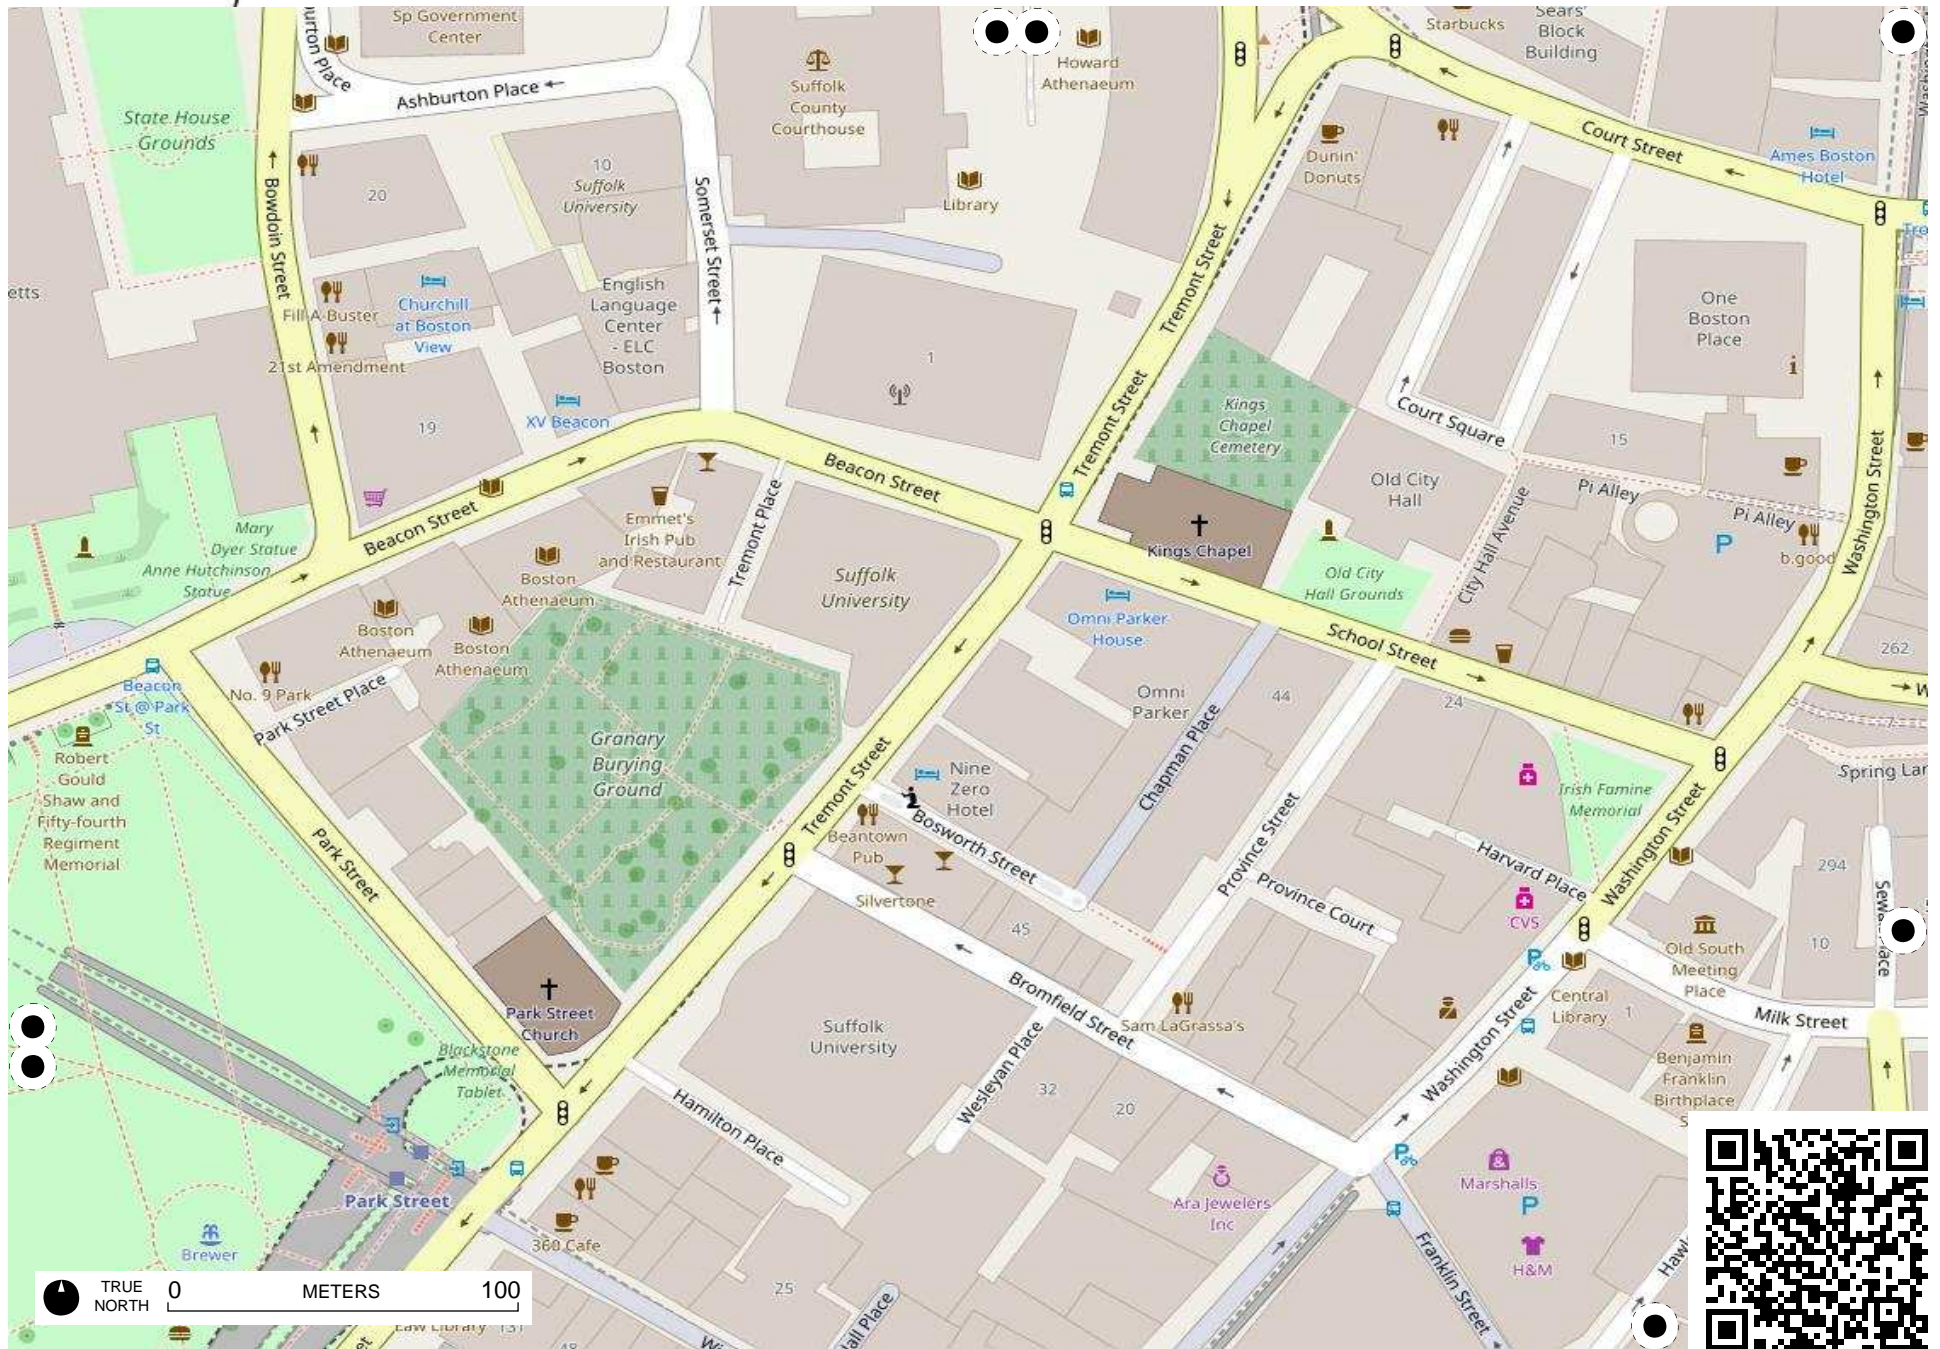 Sp Government
Center
Suffolk
County
Courthouse
Howard
Athenaeum
Starbucks
Sears'
Block
Building
State House
Grounds
Ashburton Place
Court Street
Ames Boston
Hotel
Dunin'
Donuts
10
Suffolk
University
20
Library
Bowdoin Street
Somerset Street
Tremont Street
English
Language
Center
- ELC
Boston
Churchill
at Boston
View
Fill-A-Buster
21st Amendment
One
Boston
Place
1
XV Beacon
19
Tremont Street
Kings
Chapel
Cemetery
Court Square
15
Beacon Street
Beacon Street
Old City
Hall
Pi Alley
Pi Alley
b.good
Washington Street
City Hall Avenue
Emmet's
Irish Pub
and Restaurant
Tremont Place
Kings Chapel
Mary
Dyer Statue
Anne Hutchinson
Statue
Boston
Athenaeum
Boston
Athenaeum
Boston
Athenaeum
Suffolk
University
Old City
Hall Grounds
Omni Parker
House
School Street
262
No. 9 Park
Park Street Place
Beacon
St @ Park
St
Omni
Parker
44
24
Chapman Place
Robert
Gould
Shaw and
Fifty-fourth
Regiment
Memorial
Granary
Burying
Ground
Tremont Street
Nine
Zero
Hotel
Irish Famine
Memorial
Beantown
Pub
Bosworth Street
Province Street
Harvard Place
Washington Street
Park Street
Silvertone
45
Province Court
CVS
294
10
Old South
Meeting
Place
Park Street
Church
Suffolk
University
Bromfield Street
Sam LaGrassa's
Central
Library
1
Milk Street
Blackstone
Memorial
Tablet
Wesleyan Place
Washington Street
Benjamin
Franklin
Birthplace
Hamilton Place
32
20
Park Street
Ara Jewelers
Inc
Marshalls
P
H&M
Brewer
360 Cafe
Franklin Street
25
TRUE
NORTH
0 METERS 100
Law Library
131